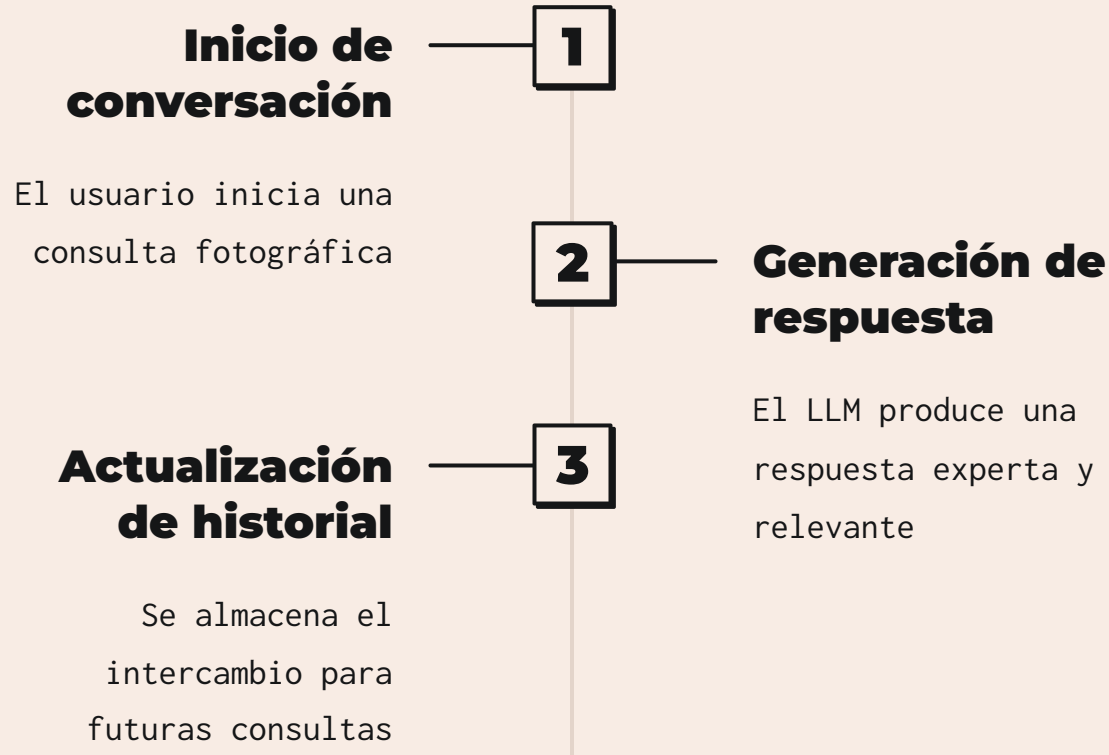 1
Inicio de
conversación
El usuario inicia una
consulta fotográfica
2
Generación de
respuesta
El LLM produce una
respuesta experta y
relevante
3
Actualización
de historial
Se almacena el
intercambio para
futuras consultas